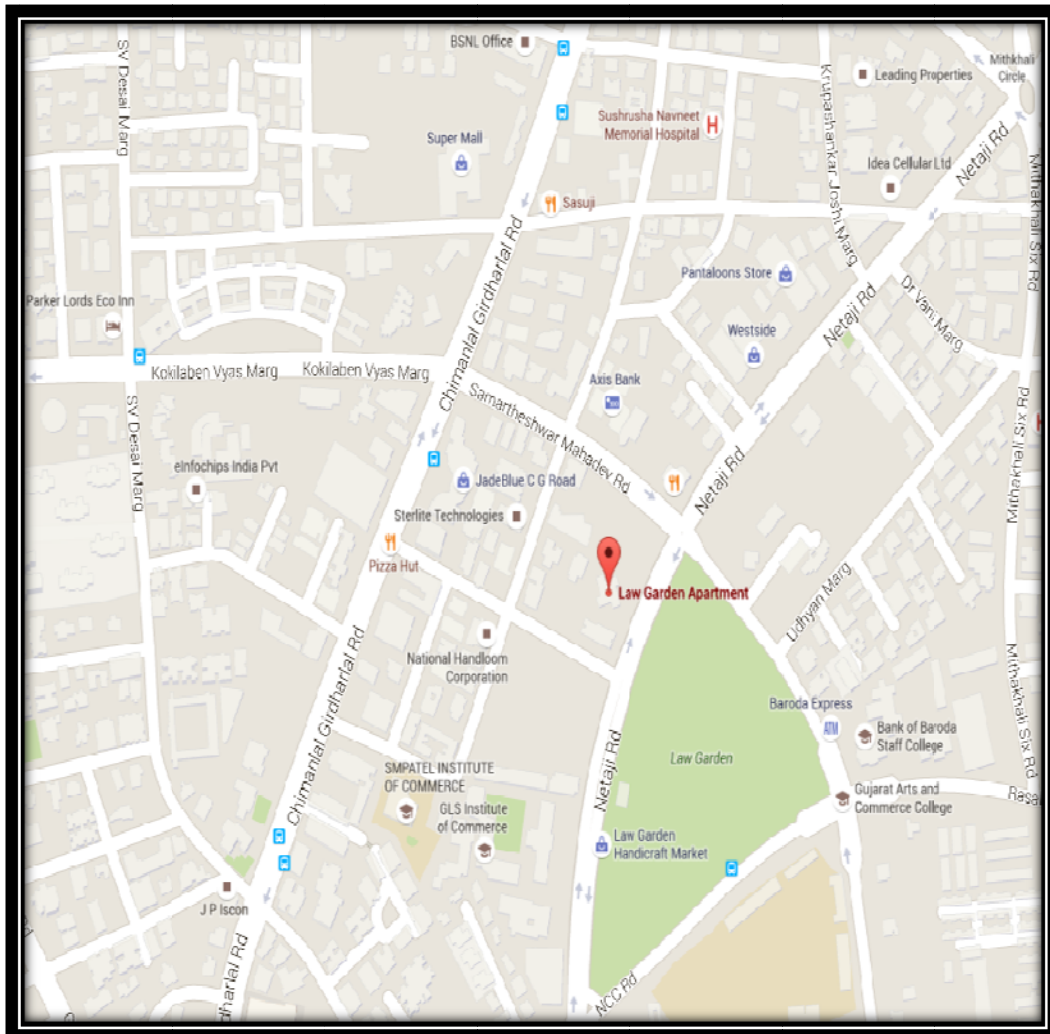 BSNL Office
SV Desai Marg
Leading Properties
Mithkhali
Circle
Krupashankar Joshi Marg
Sushrusha Navneet
Memorial Hospital
H
Super Mall
Netaji Rd
Idea Cellular Ltd
Mithakhali Six Rd
Sasuji
Chimanlal Girdharlal Rd
Pantaloons Store
Dr Vani Marg
Netaji Rd
Parker Lords Eco Inn
Westside
Kokilaben Vyas Marg
Kokilaben Vyas Marg
Axis Bank
Samartheshwar Mahadev Rd
SV Desai Marg
Mithakhali Six Rd
H
Netaji Rd
eInfochips India Pvt
JadeBlue C G Road
Sterlite Technologies
Pizza Hut
Law Garden Apartment
Udhyan Marg
National Handloom
Corporation
Chimanlal Girdharlal Rd
Mithakhali Six Rd
Baroda Express
ATM
Bank of Baroda
Staff College
Netaji Rd
Law Garden
SMPATEL INSTITUTE
OF COMMERCE
GLS Institute
of Commerce
Gujarat Arts and
Commerce College
Rasa
Law Garden
Handicraft Market
J P Iscon
dharlal Rd
NCC Rd